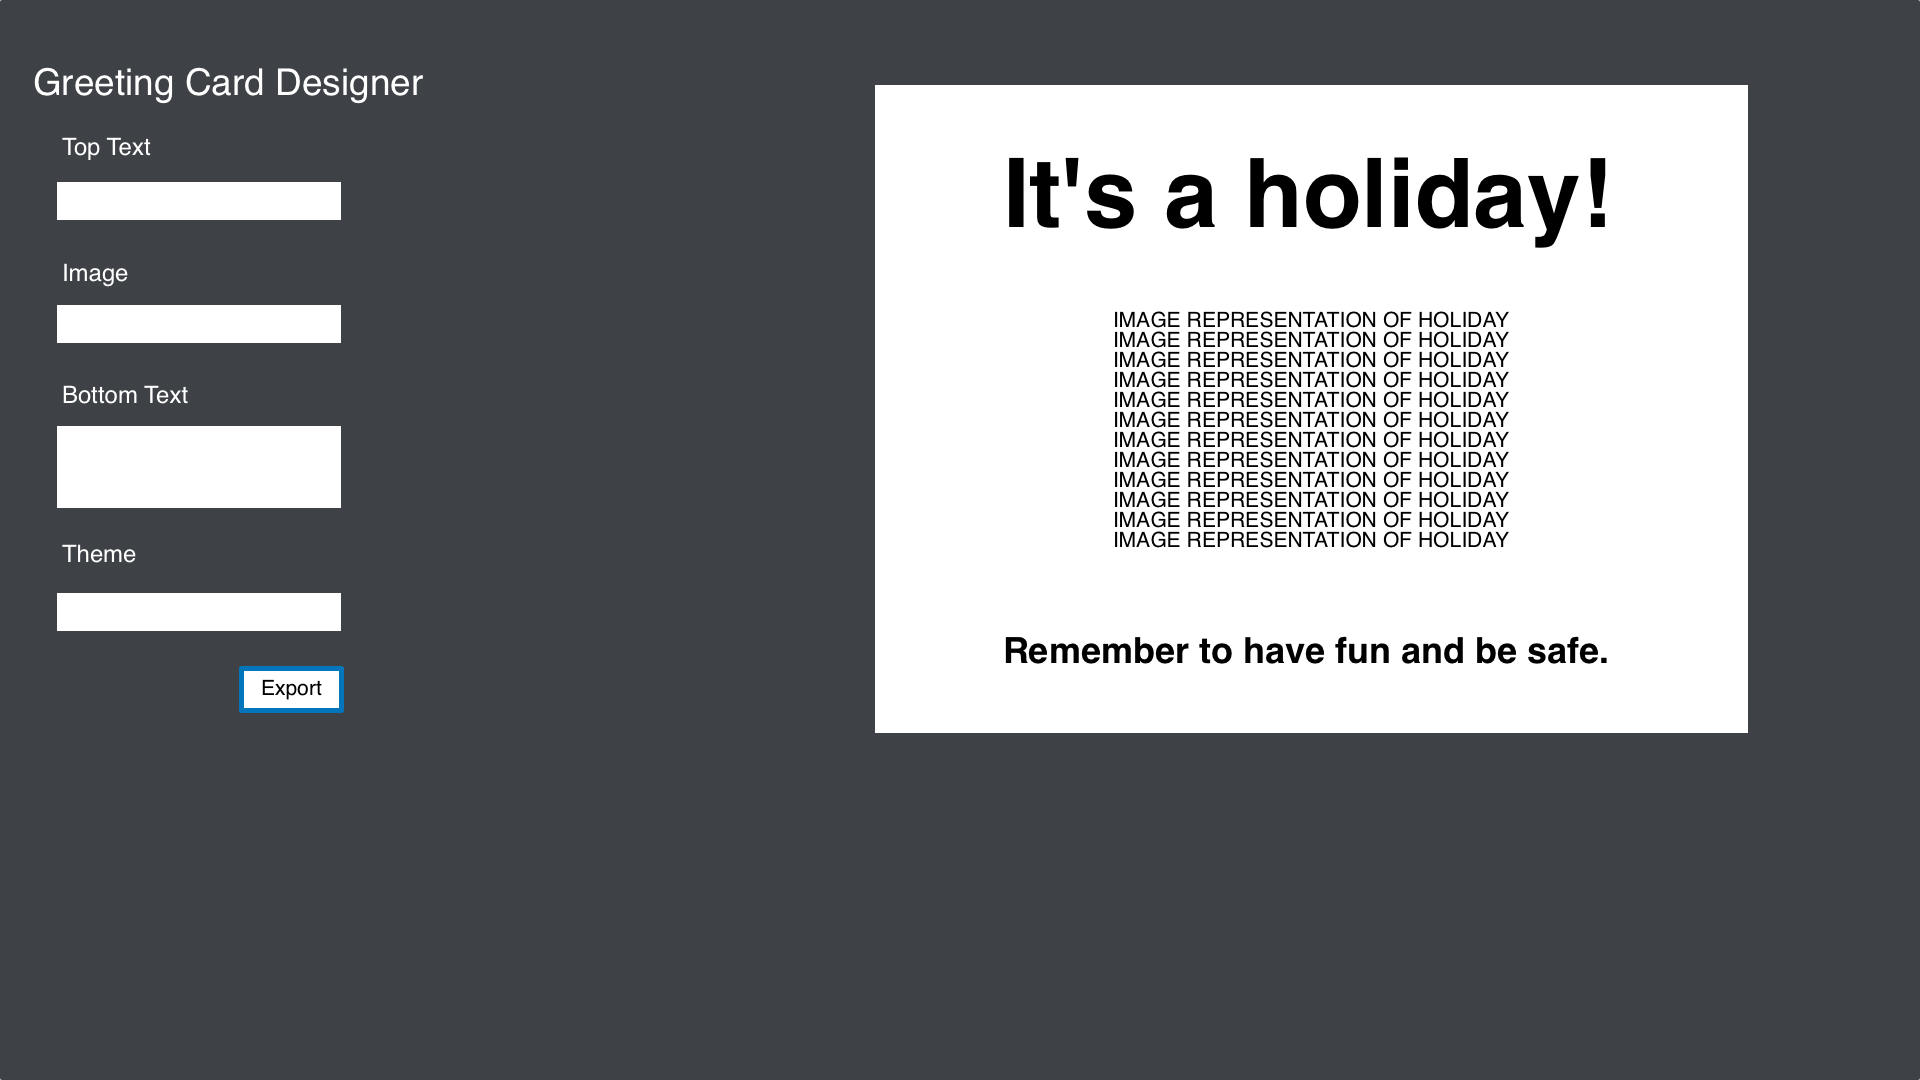 Greeting Card Designer
Top Text
Image
Bottom Text
Theme
Export
It's a holiday!
IMAGE REPRESENTATION OF HOLIDAY
IMAGE REPRESENTATION OF HOLIDAY
IMAGE REPRESENTATION OF HOLIDAY
IMAGE REPRESENTATION OF HOLIDAY
IMAGE REPRESENTATION OF HOLIDAY
IMAGE REPRESENTATION OF HOLIDAY
IMAGE REPRESENTATION OF HOLIDAY
IMAGE REPRESENTATION OF HOLIDAY
IMAGE REPRESENTATION OF HOLIDAY
IMAGE REPRESENTATION OF HOLIDAY
IMAGE REPRESENTATION OF HOLIDAY
IMAGE REPRESENTATION OF HOLIDAY
Remember to have fun and be safe.